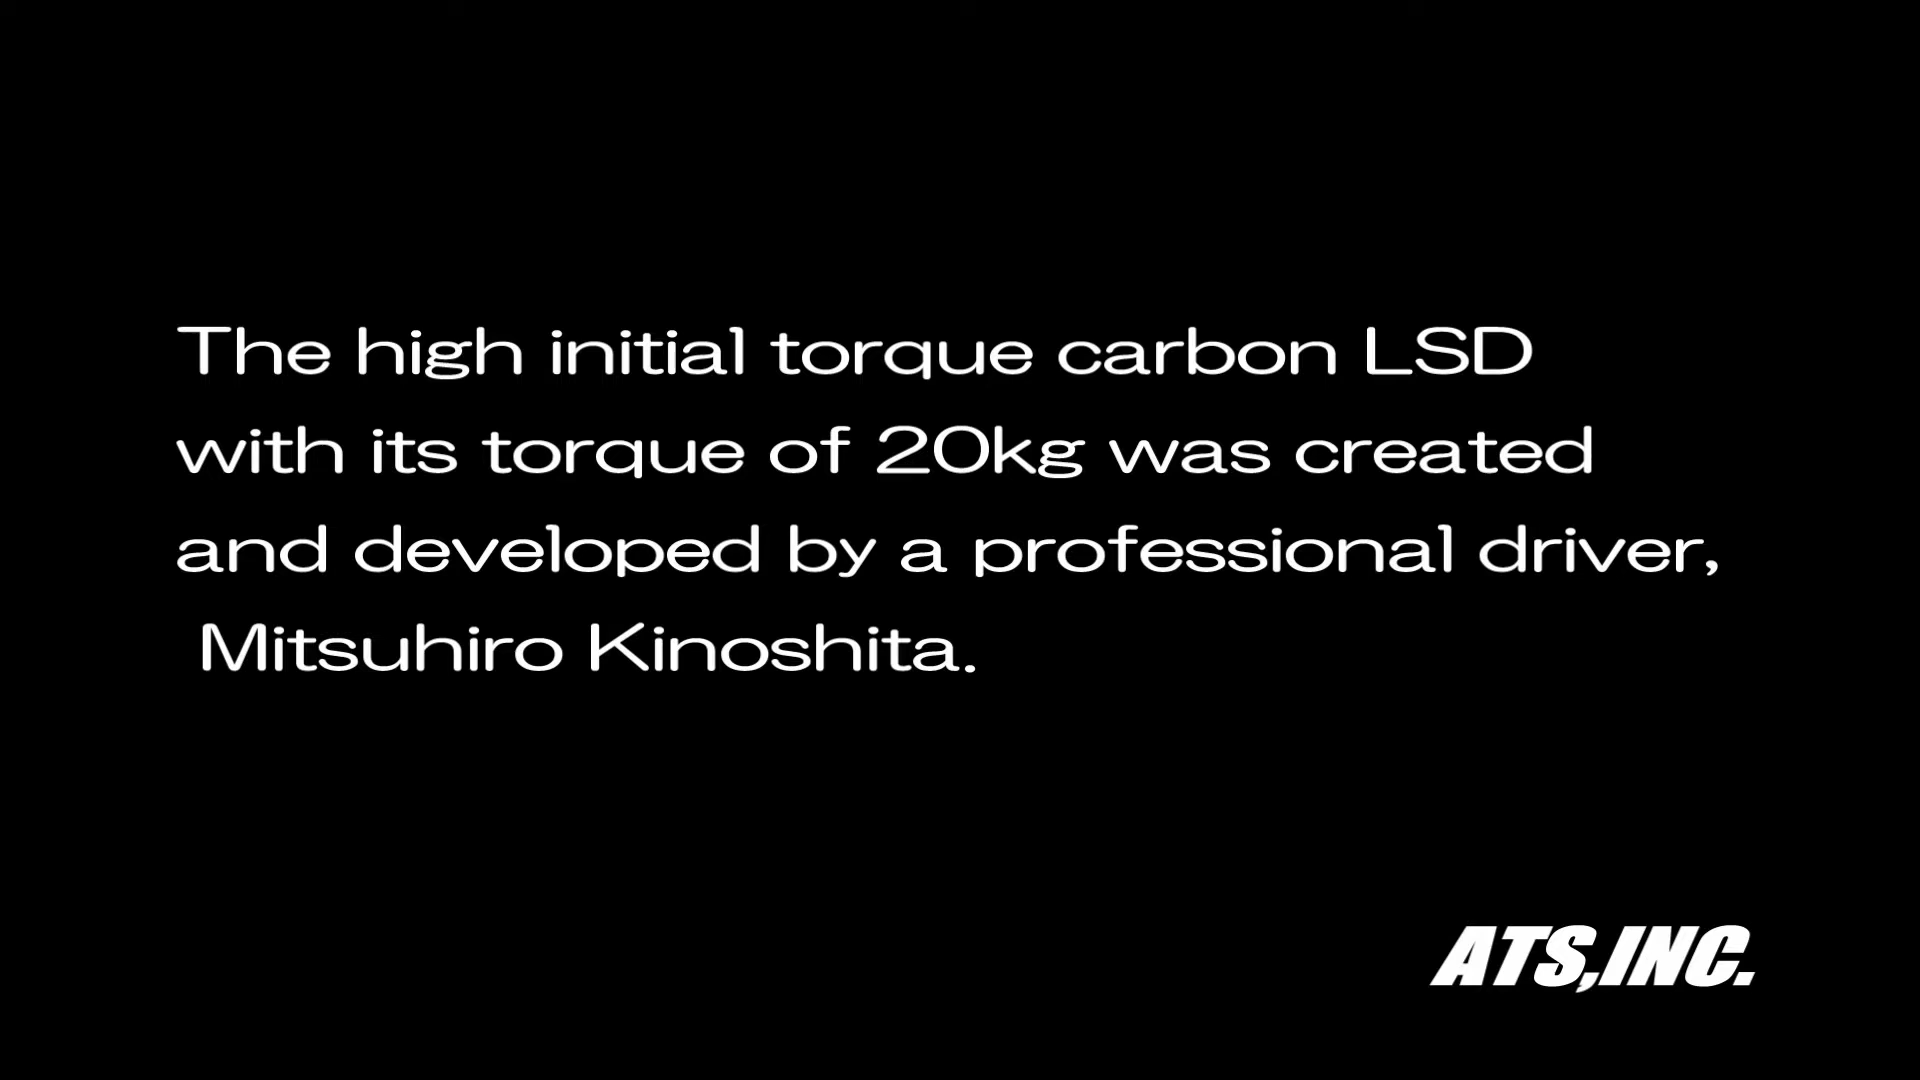 The high initial torque carbon LSD
with its torque of 20kg was created
and developed by a professional driver,
Mitsuhiro Kinoshita.
ATS,INC.